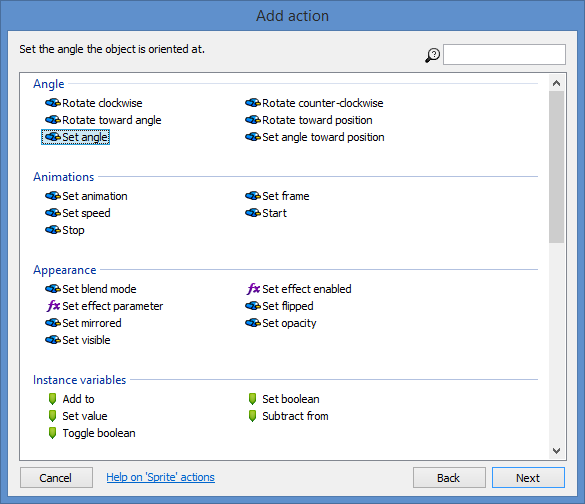 Add action
Set the angle the object is oriented at.
Angle
Rotate clockwise Rotate counter-clockwise
Rotate toward angle Rotate toward position
Set angle Set angle toward position
Animations
Set animation Set frame
Set speed Start
Stop
Appearance
Set blend mode fx Set effect enabled
fx Set effect parameter Set flipped
Set mirrored Set opacity
Set visible
Instance variables
Add to Set boolean
Set value Subtract from
Toggle boolean
Cancel Help on 'Sprite' actions Back Next